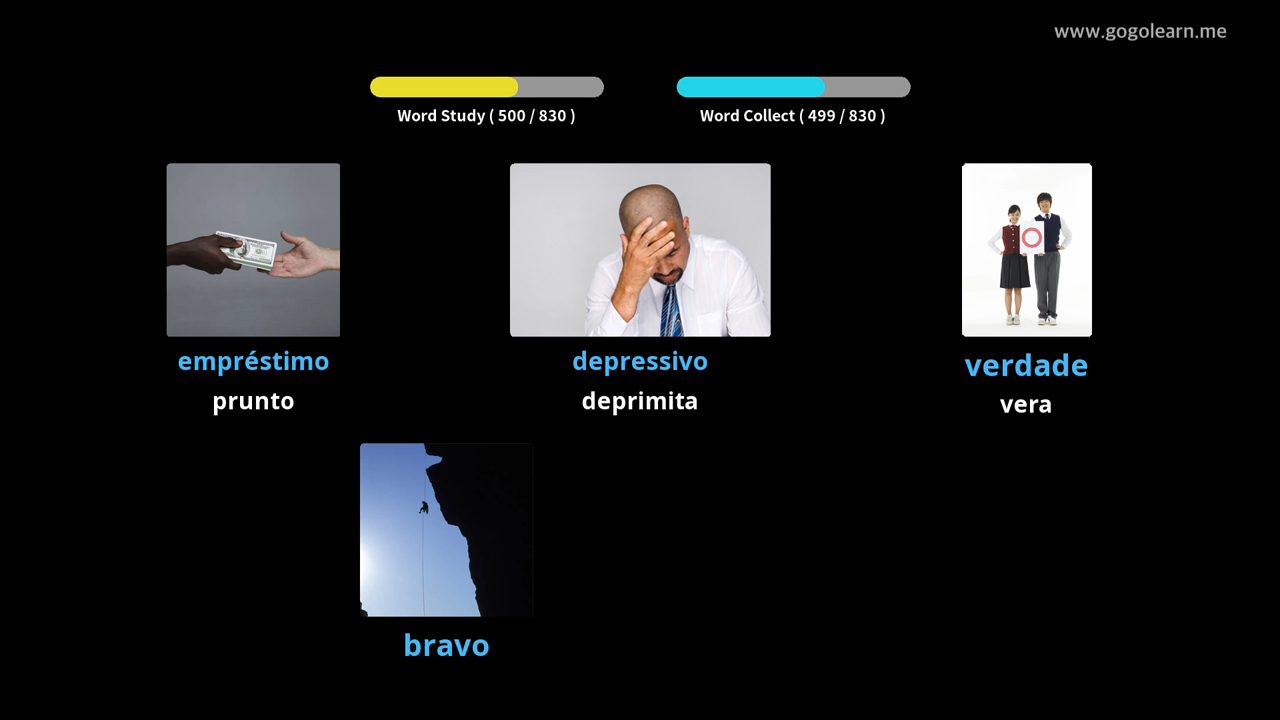 www.gogolearn.me
Word Study ( 500 / 830 )
Word Collect ( 499 / 830 )
empréstimo
depressivo
verdade
prunto
deprimita
vera
bravo